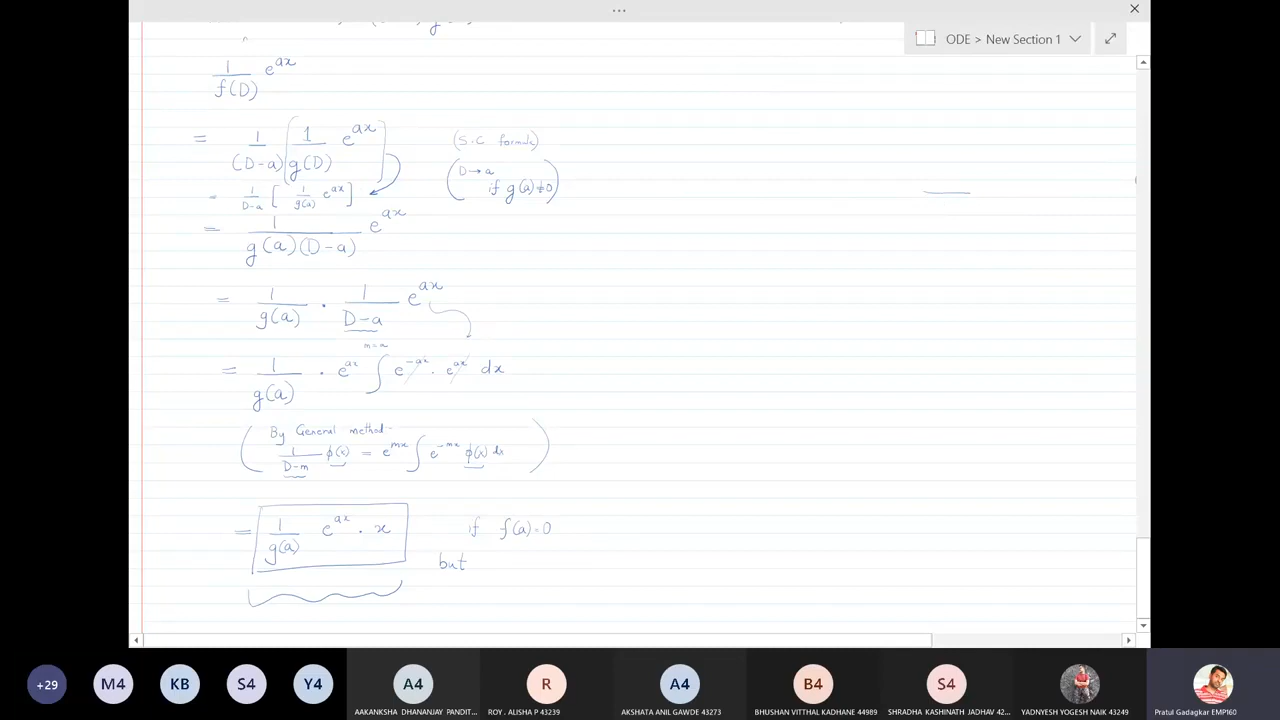 ODE > New Section 1
1/f(D) e^{ax}
= 1/(D-a) [ 1/g(D) e^{ax} ] (S.C formula)
( D→a if g(a)≠0 )
= 1/D-a [ 1/g(a) e^{ax} ]
= 1/g(a)(D-a) e^{ax}
= 1/g(a) · 1/D-a e^{ax}
m=a
= 1/g(a) · e^{ax} ∫ e^{-ax} · e^{ax} dx
( By General method-
1/D-m ϕ(x) = e^{mx} ∫ e^{-mx} ϕ(x) dx )
= 1/g(a) e^{ax} · x if f(a)=0
but
+29 M4 KB S4 Y4 A4 R A4 B4 S4
AAKANKSHA DHANANJAY PANDIT... ROY . ALISHA P 43239 AKSHATA ANIL GAWDE 43273 BHUSHAN VITTHAL KADHANE 44989 SHRADHA KASHINATH JADHAV 42... YADNYESH YOGESH NAIK 43249 Pratul Gadagkar EMP160